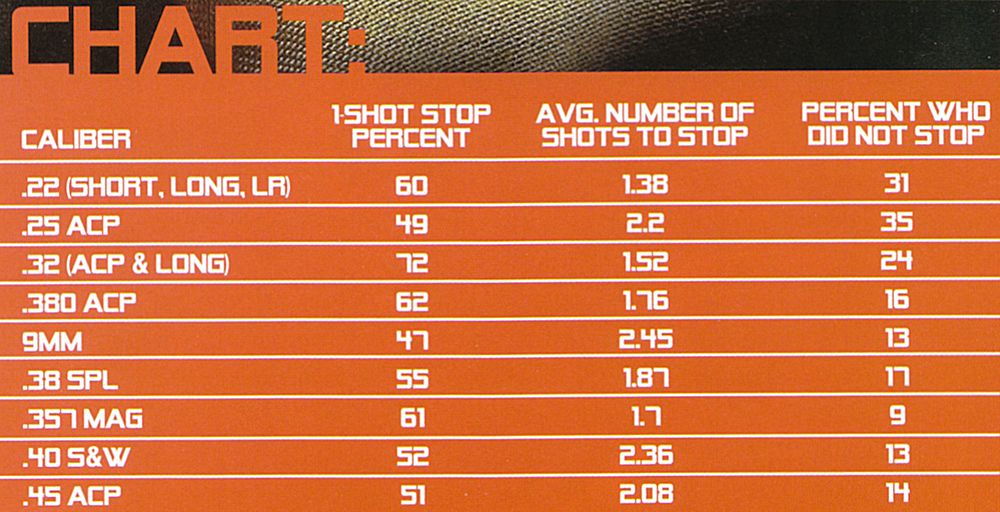 CHART:
1-SHOT STOP AVG. NUMBER OF PERCENT WHO
CALIBER PERCENT SHOTS TO STOP DID NOT STOP
.22 (SHORT, LONG, LR) 60 1.38 31
.25 ACP 49 2.2 35
.32 (ACP & LONG) 72 1.52 24
.380 ACP 62 1.76 16
9MM 47 2.45 13
.38 SPL 55 1.87 17
.357 MAG 61 1.7 9
.40 S&W 52 2.36 13
.45 ACP 51 2.08 14